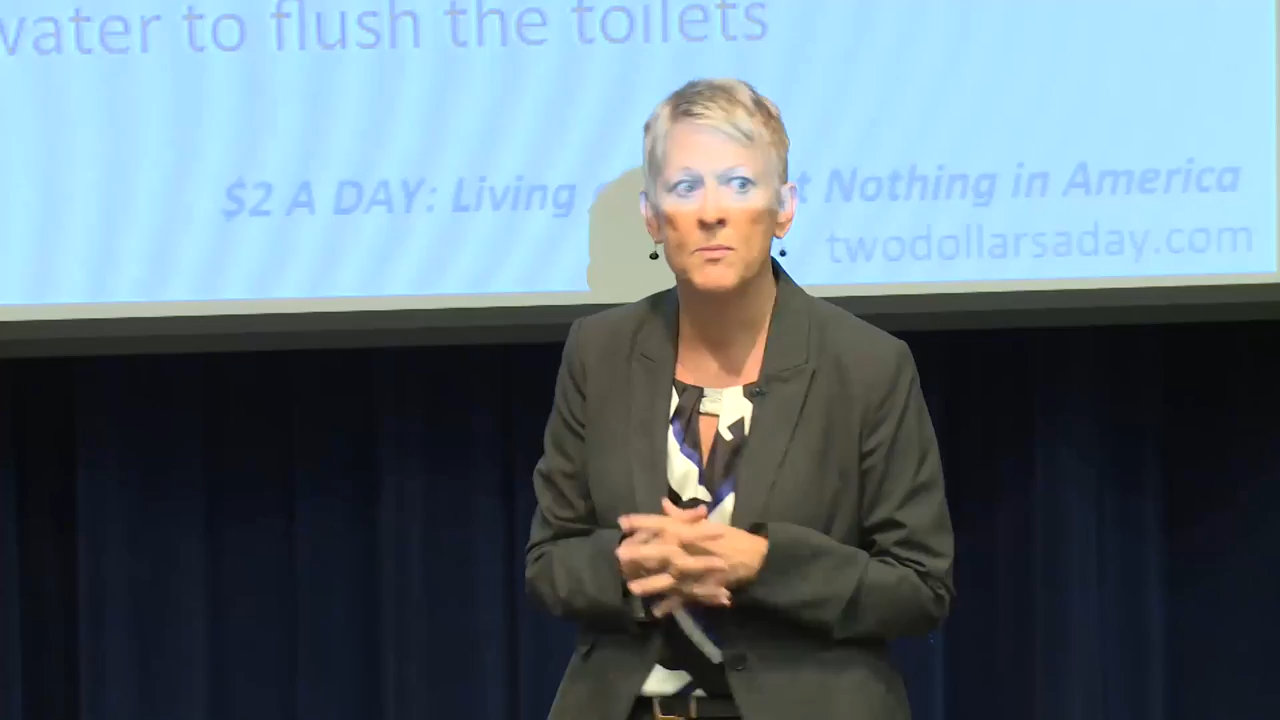 water to flush the toilets
$2 A DAY: Living t Nothing in America
twodollarsaday.com